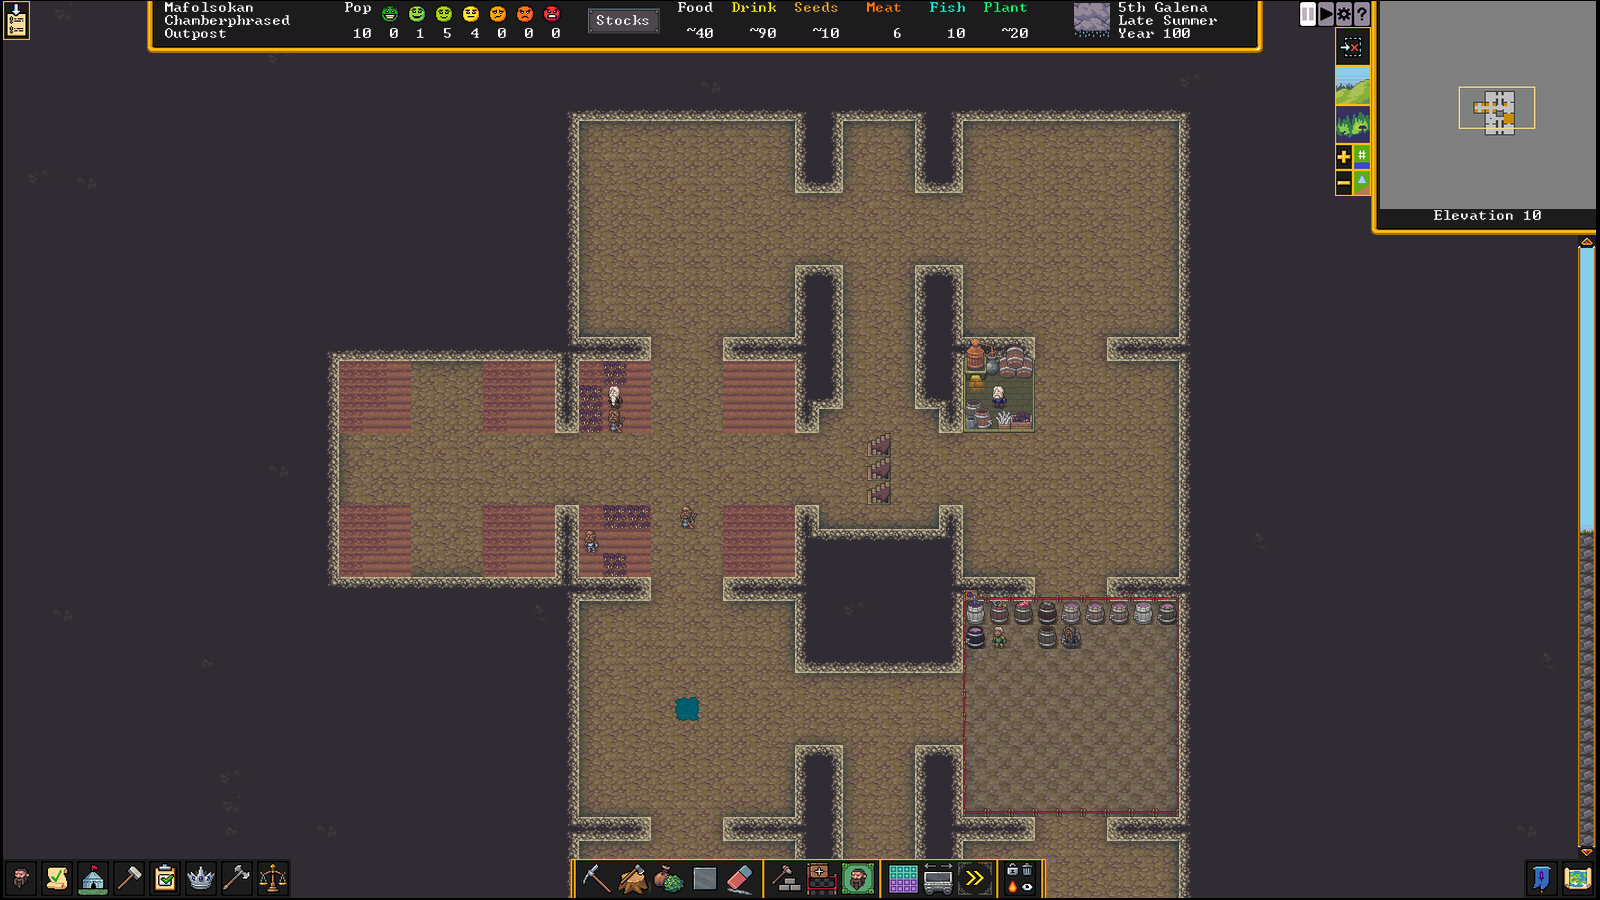 Mafolsokan
Chamberphrased
Outpost
Pop
10 0 1 5 4 0 0 0
Stocks
Food Drink Seeds Meat Fish Plant
~40 ~90 ~10 6 10 ~20
5th Galena
Late Summer
Year 100
?
#
Elevation 10